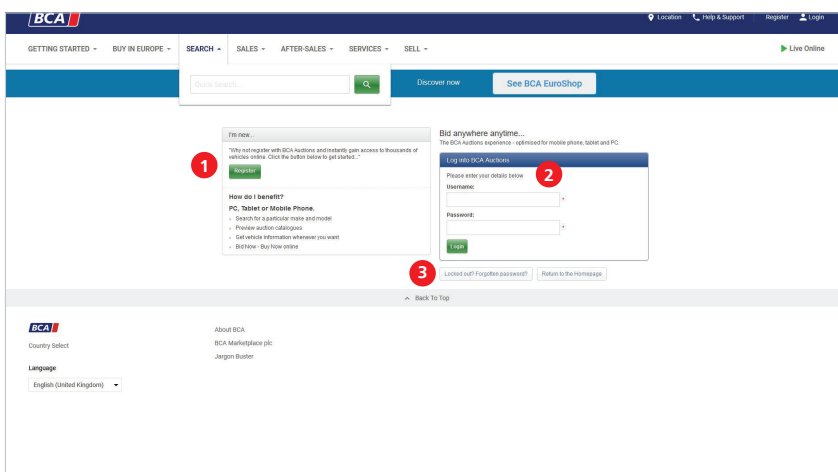 BCA
Location Help & Support Register Login
GETTING STARTED BUY IN EUROPE SEARCH SALES AFTER-SALES SERVICES SELL Live Online
Quick Search...
Discover now See BCA EuroShop
I'm new...
"Why not register with BCA Auctions and instantly gain access to thousands of
vehicles online. Click the button below to get started..."
1
Register
How do I benefit?
PC, Tablet or Mobile Phone.
Search for a particular make and model
Preview auction catalogues
Get vehicle information whenever you want
Bid Now - Buy Now online
Bid anywhere anytime...
The BCA Auctions experience - optimised for mobile phone, tablet and PC.
Log into BCA Auctions
Please enter your details below
2
Username:
*
Password:
*
Login
3
Locked out? Forgotten password? Return to the Homepage
Back To Top
BCA
Country Select
Language
English (United Kingdom)
About BCA
BCA Marketplace plc
Jargon Buster